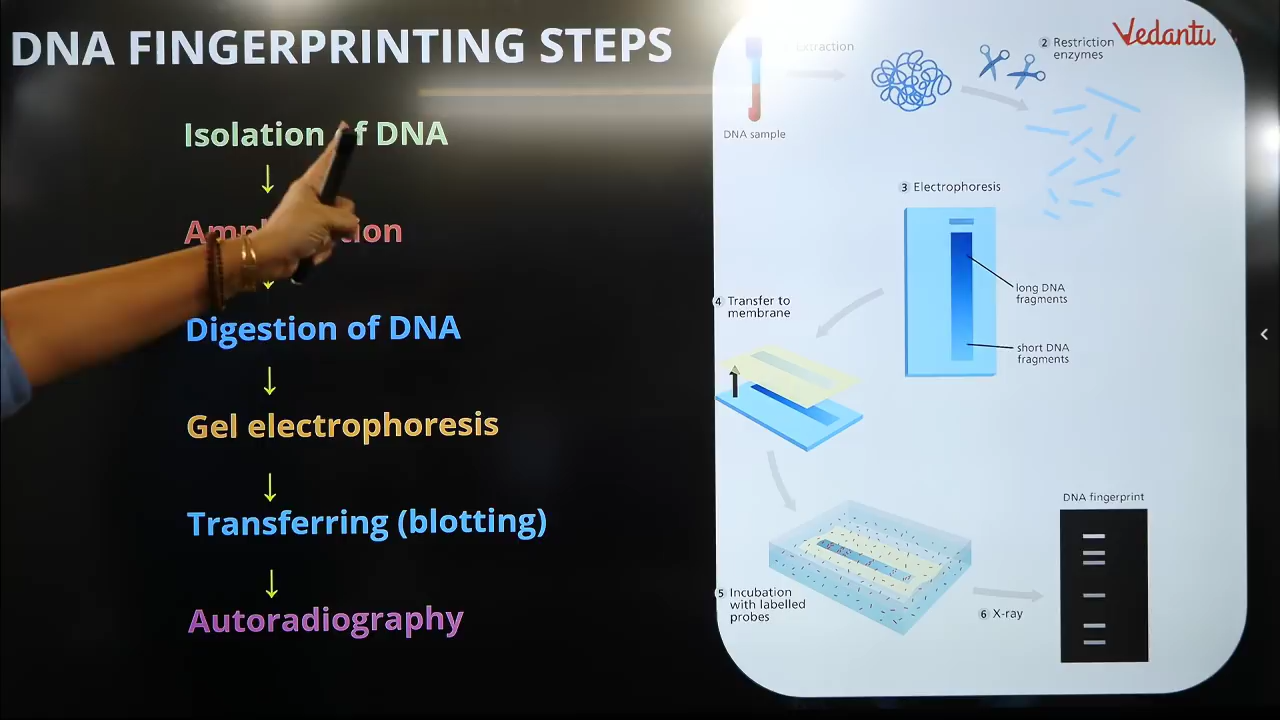 DNA FINGERPRINTING STEPS
Isolation of DNA
↓
↓
Digestion of DNA
↓
Gel electrophoresis
↓
Transferring (blotting)
↓
Autoradiography
Vedantu
Extraction
2 Restriction
enzymes
DNA sample
3 Electrophoresis
long DNA
fragments
short DNA
fragments
4 Transfer to
membrane
5 Incubation
with labelled
probes
6 X-ray
DNA fingerprint